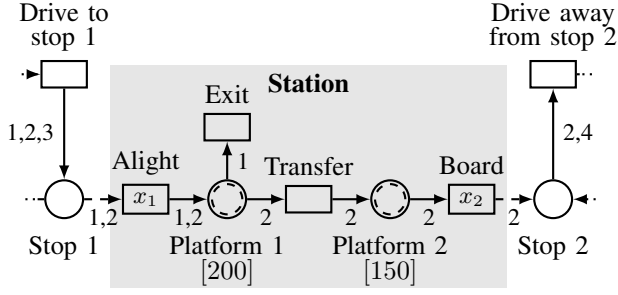 Drive to
stop 1
Drive away
from stop 2
Station
Exit
1,2,3
1
2,4
Alight
Transfer
Board
x₁
x₂
1,2
1,2
2
2
2
2
Stop 1
Platform 1
[200]
Platform 2
[150]
Stop 2